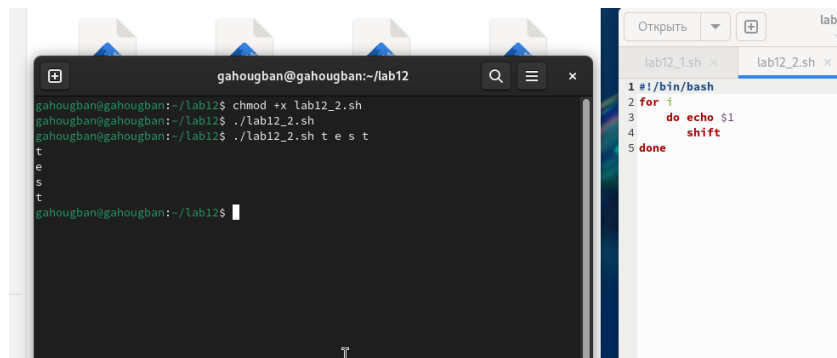 gahougban@gahougban:~/lab12
gahougban@gahougban:~/lab12$ chmod +x lab12_2.sh
gahougban@gahougban:~/lab12$ ./lab12_2.sh
gahougban@gahougban:~/lab12$ ./lab12_2.sh t e s t
t
e
s
t
gahougban@gahougban:~/lab12$
Открыть
lab
lab12_1.sh × lab12_2.sh ×
1 #!/bin/bash
2 for i
3 do echo $1
4 shift
5 done